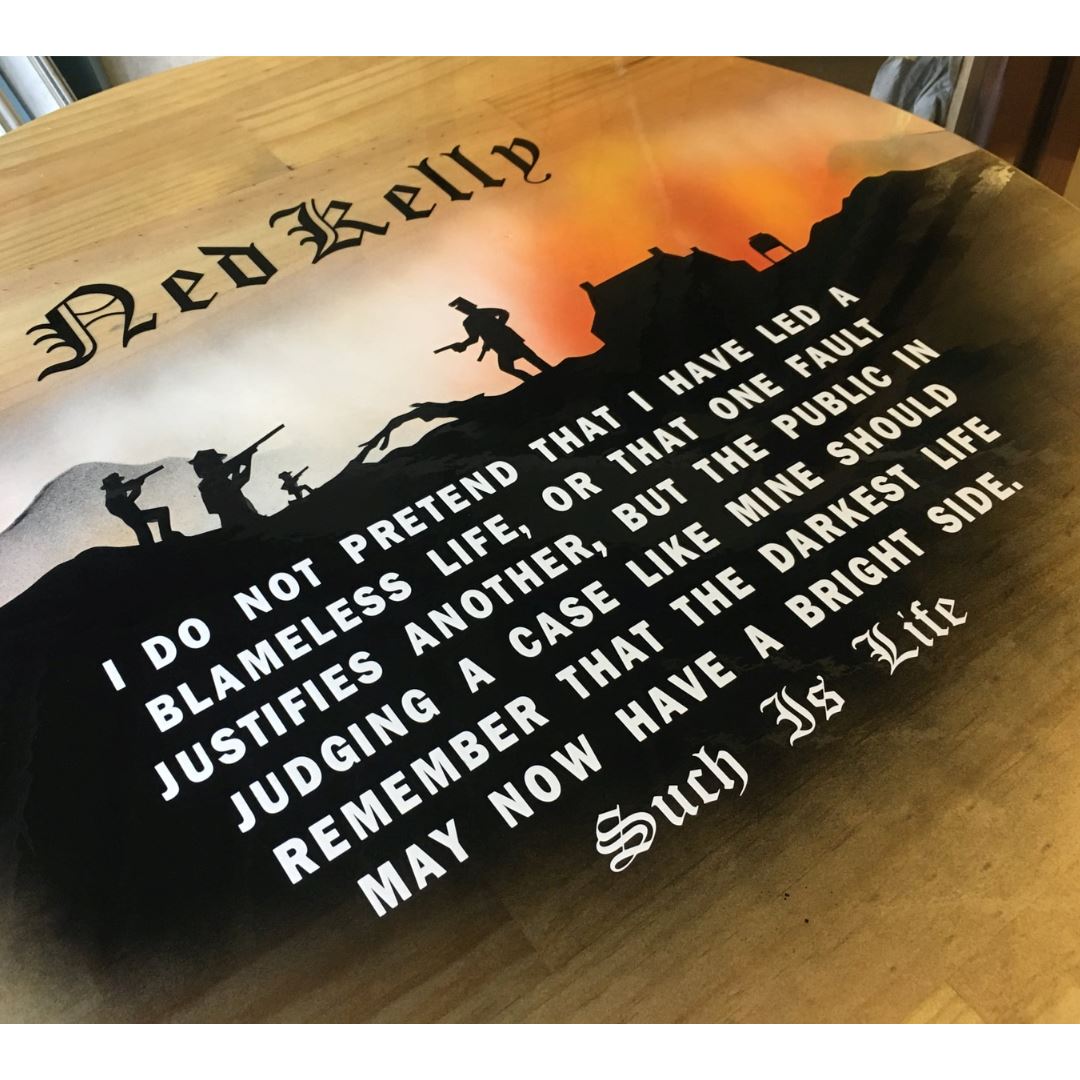 Ned Kelly
I DO NOT PRETEND THAT I HAVE LED A
BLAMELESS LIFE, OR THAT ONE FAULT
JUSTIFIES ANOTHER, BUT THE PUBLIC IN
JUDGING A CASE LIKE MINE SHOULD
REMEMBER THAT THE DARKEST LIFE
MAY NOW HAVE A BRIGHT SIDE.
Such Is Life